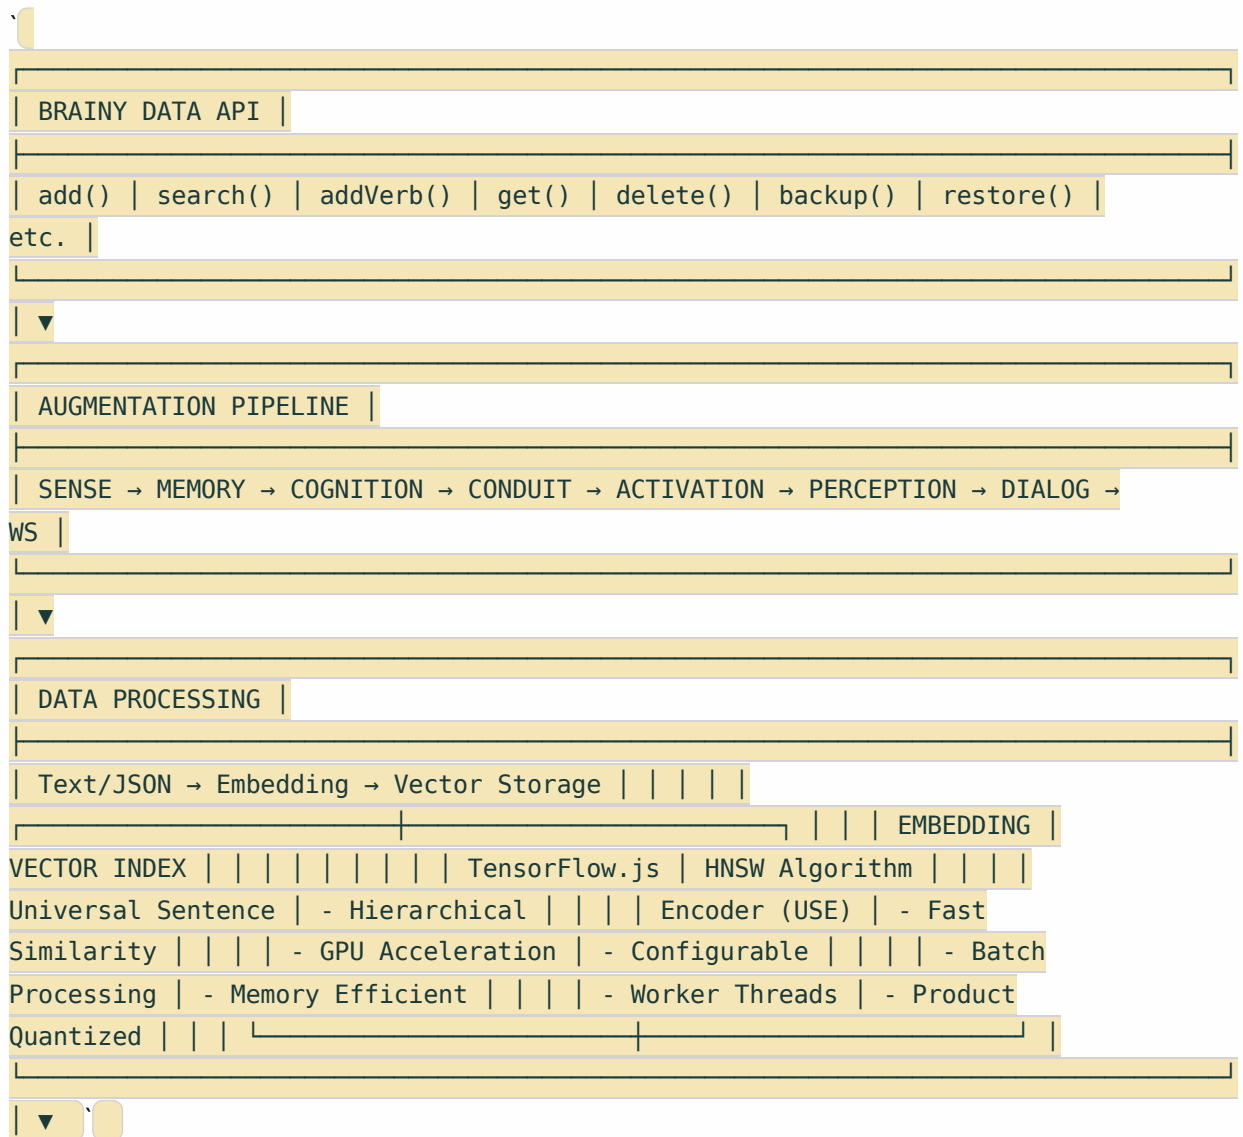 `
┌──────────────────────────────────────────────────────────────────────────────────┐
│ BRAINY DATA API │
├──────────────────────────────────────────────────────────────────────────────────┤
│ add() │ search() │ addVerb() │ get() │ delete() │ backup() │ restore() │
etc. │
└──────────────────────────────────────────────────────────────────────────────────┘
│ ▼
┌──────────────────────────────────────────────────────────────────────────────────┐
│ AUGMENTATION PIPELINE │
├──────────────────────────────────────────────────────────────────────────────────┤
│ SENSE → MEMORY → COGNITION → CONDUIT → ACTIVATION → PERCEPTION → DIALOG →
WS │
└──────────────────────────────────────────────────────────────────────────────────┘
│ ▼
┌──────────────────────────────────────────────────────────────────────────────────┐
│ DATA PROCESSING │
├──────────────────────────────────────────────────────────────────────────────────┤
│ Text/JSON → Embedding → Vector Storage │ │ │ │ │
┌─────────────────────────┼─────────────────────────┐ │ │ │ EMBEDDING │
VECTOR INDEX │ │ │ │ │ │ │ │ │ TensorFlow.js │ HNSW Algorithm │ │ │ │
Universal Sentence │ - Hierarchical │ │ │ │ Encoder (USE) │ - Fast
Similarity │ │ │ │ - GPU Acceleration │ - Configurable │ │ │ │ - Batch
Processing │ - Memory Efficient │ │ │ │ - Worker Threads │ - Product
Quantized │ │ │ └─────────────────────────┼─────────────────────────┘ │
└──────────────────────────────────────────────────────────────────────────────────┘
│ ▼ `